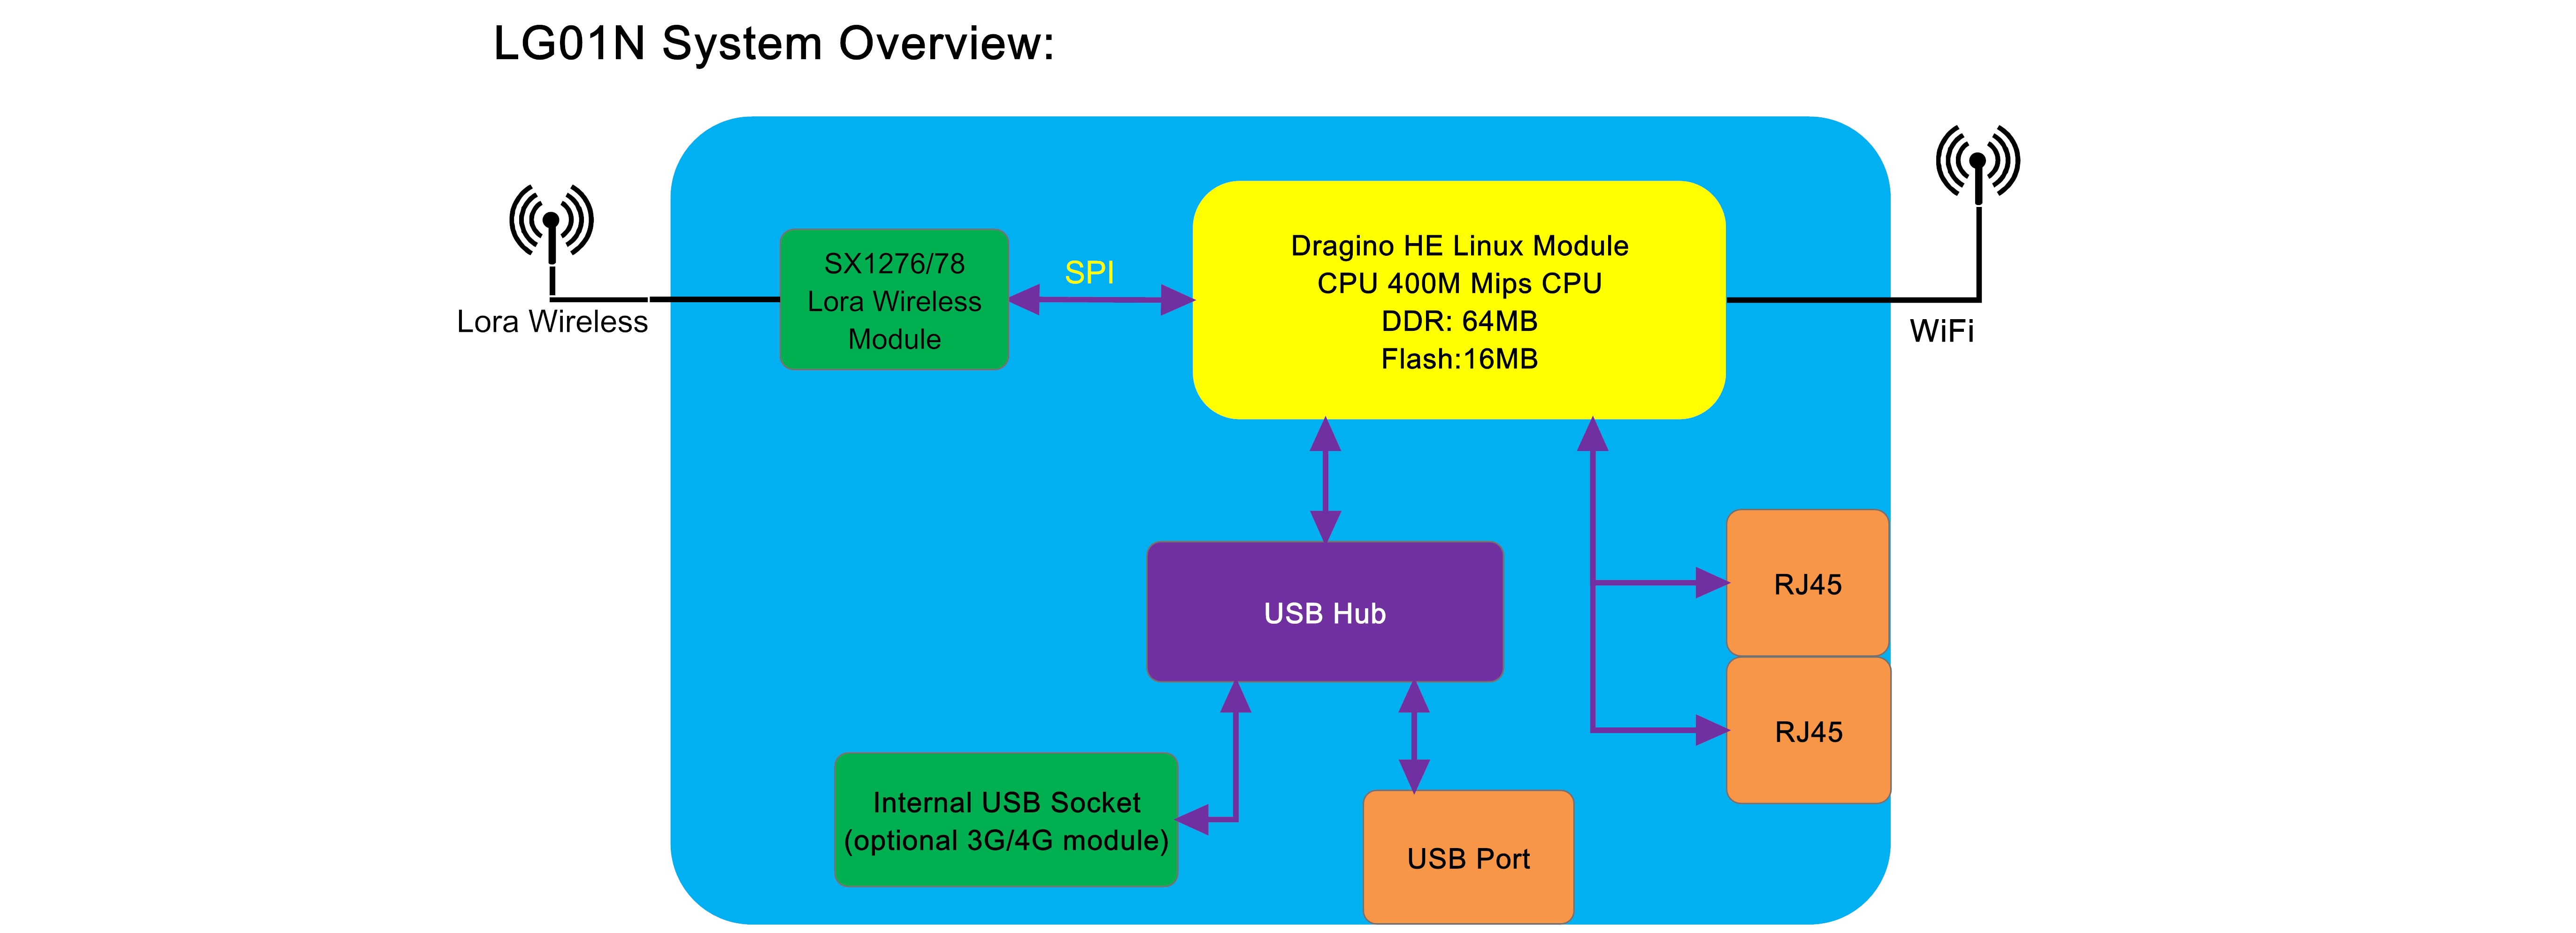 LG01N System Overview:
Lora Wireless
SX1276/78
Lora Wireless
Module
SPI
Dragino HE Linux Module
CPU 400M Mips CPU
DDR: 64MB
Flash:16MB
WiFi
USB Hub
RJ45
RJ45
Internal USB Socket
(optional 3G/4G module)
USB Port